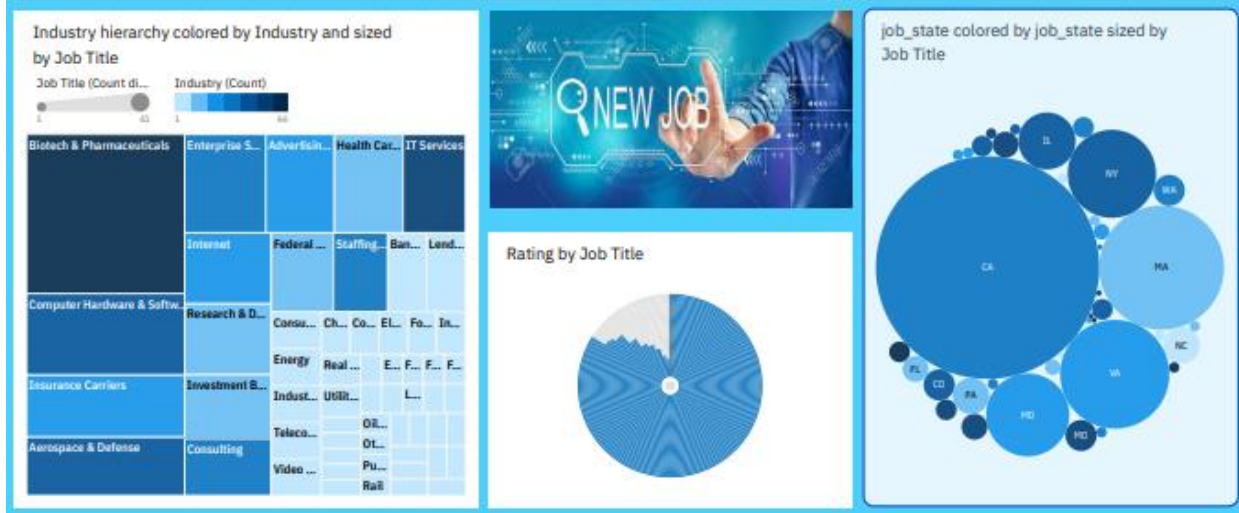 Industry hierarchy colored by Industry and sized
by Job Title
Job Title (Count di...
Industry (Count)
1
1
66
Biotech & Pharmaceuticals
Enterprise S...
Advertisin...
Health Car...
IT Services
Internet
Federal ...
Staffing...
Ban...
Lend...
Computer Hardware & Softw...
Research & D...
Consu...
Ch...
Co...
El...
Fo...
In...
Energy
Real ...
E...
F...
F...
F...
Insurance Carriers
Investment B...
Indust...
Utilit...
L...
Teleco...
Oil...
Ot...
Aerospace & Defense
Consulting
Video ...
Pu...
Rail
NEW JOB
Rating by Job Title
job_state colored by job_state sized by
Job Title
IL
NY
WA
CA
MA
NC
FL
CO
PA
VA
MD
MO